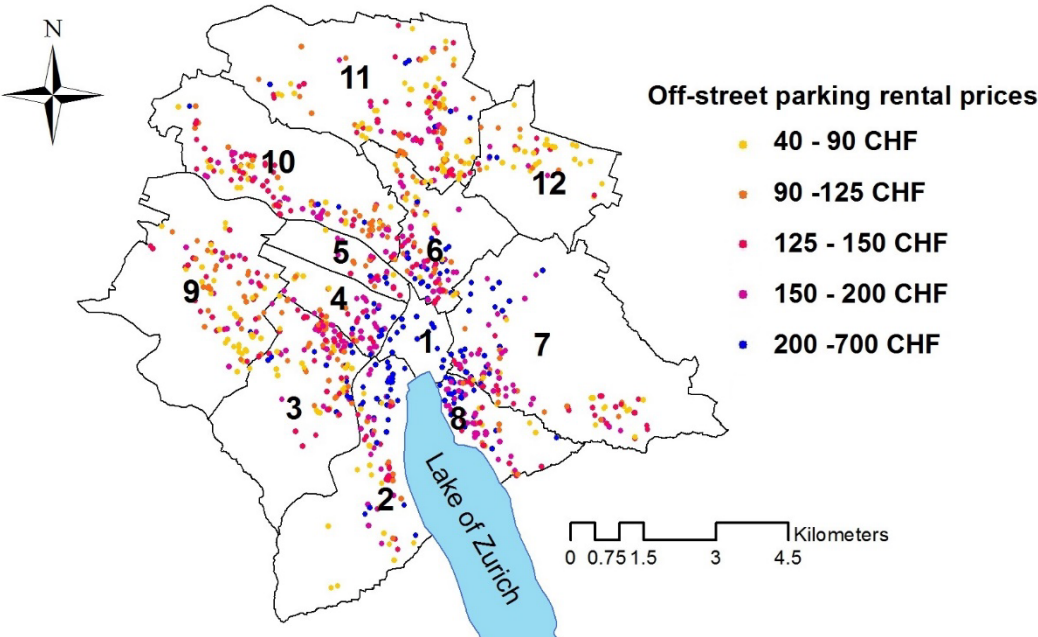 N
Off-street parking rental prices
40 - 90 CHF
90 -125 CHF
125 - 150 CHF
150 - 200 CHF
200 -700 CHF
11
10
12
5
6
9
4
1
7
3
8
2
Lake of Zurich
Kilometers
0 0.75 1.5 3 4.5